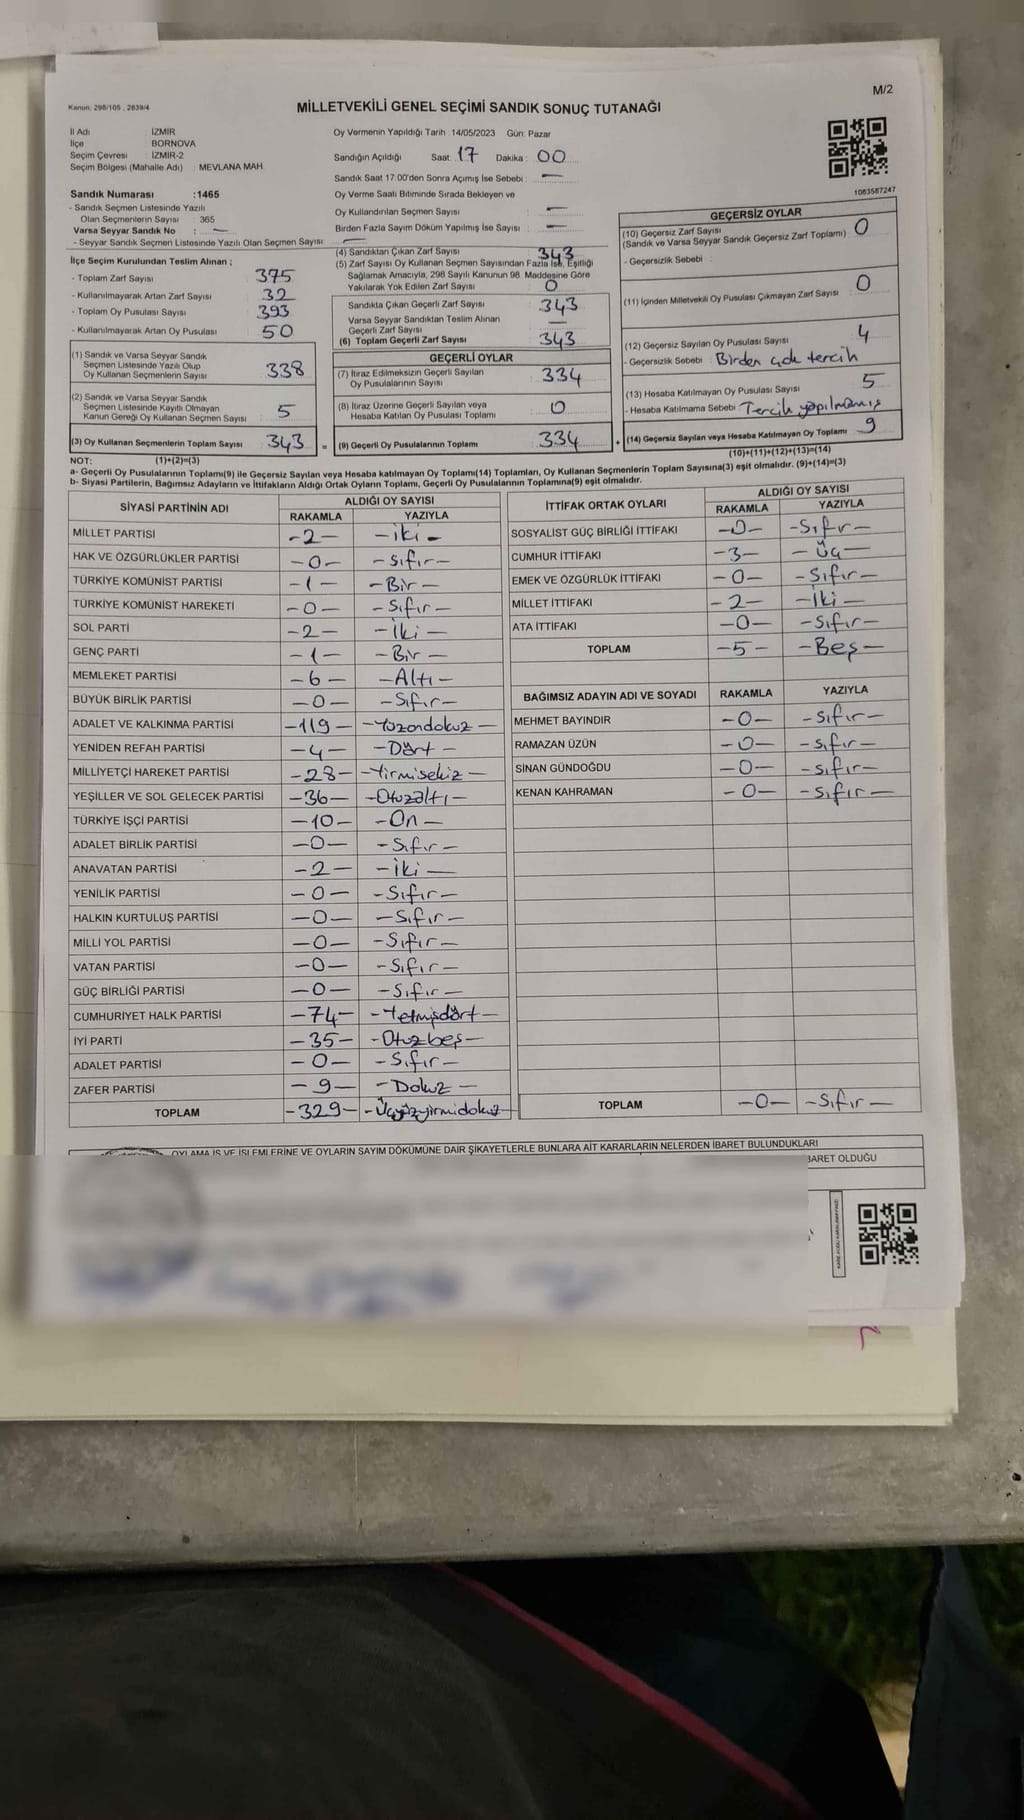 M/2
Kanun: 298/105 , 2839/4
MİLLETVEKİLİ GENEL SEÇİMİ SANDIK SONUÇ TUTANAĞI
İl Adı : İZMİR
İlçe : BORNOVA
Seçim Çevresi : İZMİR-2
Seçim Bölgesi (Mahalle Adı) : MEVLANA MAH.
Sandık Numarası :1465
- Sandık Seçmen Listesinde Yazılı
Olan Seçmenlerin Sayısı : 365
Varsa Seyyar Sandık No : —
- Seyyar Sandık Seçmen Listesinde Yazılı Olan Seçmen Sayısı : —
İlçe Seçim Kurulundan Teslim Alınan ;
- Toplam Zarf Sayısı 375
- Kullanılmayarak Artan Zarf Sayısı 32
- Toplam Oy Pusulası Sayısı 393
- Kullanılmayarak Artan Oy Pusulası 50
(1) Sandık ve Varsa Seyyar Sandık
Seçmen Listesinde Yazılı Olup
Oy Kullanan Seçmenlerin Sayısı 338
(2) Sandık ve Varsa Seyyar Sandık
Seçmen Listesinde Kayıtlı Olmayan
Kanun Gereği Oy Kullanan Seçmen Sayısı 5
(3) Oy Kullanan Seçmenlerin Toplam Sayısı 343 =
(1)+(2)=(3)
Oy Vermenin Yapıldığı Tarih :14/05/2023 Gün: Pazar
Sandığın Açıldığı Saat: 17 Dakika : 00
Sandık Saat 17:00'den Sonra Açımış İse Sebebi : —
Oy Verme Saati Bitiminde Sırada Bekleyen ve
Oy Kullandırılan Seçmen Sayısı : —
Birden Fazla Sayım Döküm Yapılmış İse Sayısı : —
(4) Sandıktan Çıkan Zarf Sayısı 343
(5) Zarf Sayısı Oy Kullanan Seçmen Sayısından Fazla İse, Eşitliği
Sağlamak Amacıyla; 298 Sayılı Kanunun 98. Maddesine Göre
Yakılarak Yok Edilen Zarf Sayısı 0
Sandıkta Çıkan Geçerli Zarf Sayısı 343
Varsa Seyyar Sandıktan Teslim Alınan
Geçerli Zarf Sayısı —
(6) Toplam Geçerli Zarf Sayısı 343
GEÇERLİ OYLAR
(7) İtiraz Edilmeksizin Geçerli Sayılan
Oy Pusulalarının Sayısı 334
(8) İtiraz Üzerine Geçerli Sayılan veya
Hesaba Katılan Oy Pusulası Toplamı 0
(9) Geçerli Oy Pusulalarının Toplamı 334 +
1063587247
GEÇERSİZ OYLAR
(10) Geçersiz Zarf Sayısı
(Sandık ve Varsa Seyyar Sandık Geçersiz Zarf Toplamı) 0
- Geçersizlik Sebebi :
(11) İçinden Milletvekili Oy Pusulası Çıkmayan Zarf Sayısı 0
(12) Geçersiz Sayılan Oy Pusulası Sayısı 4
- Geçersizlik Sebebi : Birden çok tercih
(13) Hesaba Katılmayan Oy Pusulası Sayısı 5
- Hesaba Katılmama Sebebi : Tercih yapılmamış
(14) Geçersiz Sayılan veya Hesaba Katılmayan Oy Toplamı 9
(10)+(11)+(12)+(13)=(14)
NOT:
a- Geçerli Oy Pusulalarının Toplamı(9) ile Geçersiz Sayılan veya Hesaba katılmayan Oy Toplamı(14) Toplamları, Oy Kullanan Seçmenlerin Toplam Sayısına(3) eşit olmalıdır. (9)+(14)=(3)
b- Siyasi Partilerin, Bağımsız Adayların ve İttifakların Aldığı Ortak Oyların Toplamı, Geçerli Oy Pusulalarının Toplamına(9) eşit olmalıdır.
SİYASİ PARTİNİN ADI ALDIĞI OY SAYISI
RAKAMLA YAZIYLA
MİLLET PARTİSİ -2- -İki-
HAK VE ÖZGÜRLÜKLER PARTİSİ -0- -Sıfır-
TÜRKİYE KOMÜNİST PARTİSİ -1- -Bir-
TÜRKİYE KOMÜNİST HAREKETİ -0- -Sıfır-
SOL PARTİ -2- -İki-
GENÇ PARTİ -1- -Bir-
MEMLEKET PARTİSİ -6- -Altı-
BÜYÜK BİRLİK PARTİSİ -0- -Sıfır-
ADALET VE KALKINMA PARTİSİ -119- -Yüzondokuz-
YENİDEN REFAH PARTİSİ -4- -Dört-
MİLLİYETÇİ HAREKET PARTİSİ -28- -Yirmisekiz-
YEŞİLLER VE SOL GELECEK PARTİSİ -36- -Otuzaltı-
TÜRKİYE İŞÇİ PARTİSİ -10- -On-
ADALET BİRLİK PARTİSİ -0- -Sıfır-
ANAVATAN PARTİSİ -2- -İki-
YENİLİK PARTİSİ -0- -Sıfır-
HALKIN KURTULUŞ PARTİSİ -0- -Sıfır-
MİLLİ YOL PARTİSİ -0- -Sıfır-
VATAN PARTİSİ -0- -Sıfır-
GÜÇ BİRLİĞİ PARTİSİ -0- -Sıfır-
CUMHURİYET HALK PARTİSİ -74- -Yetmişdört-
İYİ PARTİ -35- -Otuzbeş-
ADALET PARTİSİ -0- -Sıfır-
ZAFER PARTİSİ -9- -Dokuz-
TOPLAM -329- -Üçyüzyirmidokuz-
İTTİFAK ORTAK OYLARI ALDIĞI OY SAYISI
RAKAMLA YAZIYLA
SOSYALIST GÜÇ BİRLİĞİ İTTİFAKI -0- -Sıfır-
CUMHUR İTTİFAKI -3- -Üç-
EMEK VE ÖZGÜRLÜK İTTİFAKI -0- -Sıfır-
MİLLET İTTİFAKI -2- -İki-
ATA İTTİFAKI -0- -Sıfır-
TOPLAM -5- -Beş-
BAĞIMSIZ ADAYIN ADI VE SOYADI RAKAMLA YAZIYLA
MEHMET BAYINDIR -0- -Sıfır-
RAMAZAN ÜZÜN -0- -Sıfır-
SİNAN GÜNDOĞDU -0- -Sıfır-
KENAN KAHRAMAN -0- -Sıfır-
TOPLAM -0- -Sıfır-
OYLAMA İŞ VE İŞLEMLERİNE VE OYLARIN SAYIM DÖKÜMÜNE DAİR ŞİKAYETLERLE BUNLARA AİT KARARLARIN NELERDEN İBARET BULUNDUKLARI
BARET OLDUĞU